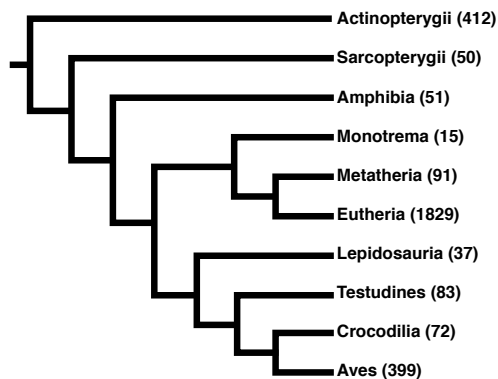 Actinopterygii (412)
Sarcopterygii (50)
Amphibia (51)
Monotrema (15)
Metatheria (91)
Eutheria (1829)
Lepidosauria (37)
Testudines (83)
Crocodilia (72)
Aves (399)